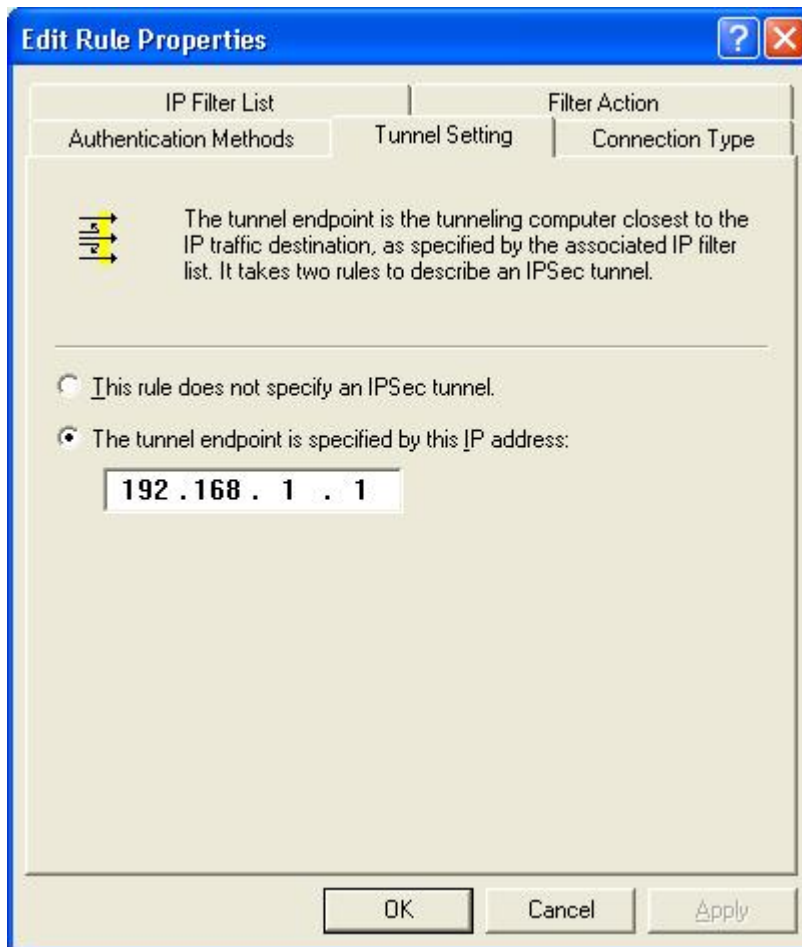 Edit Rule Properties
?
IP Filter List
Filter Action
Authentication Methods
Tunnel Setting
Connection Type
The tunnel endpoint is the tunneling computer closest to the
IP traffic destination, as specified by the associated IP filter
list. It takes two rules to describe an IPSec tunnel.
This rule does not specify an IPSec tunnel.
The tunnel endpoint is specified by this IP address:
192 . 168 . 1 . 1
OK
Cancel
Apply